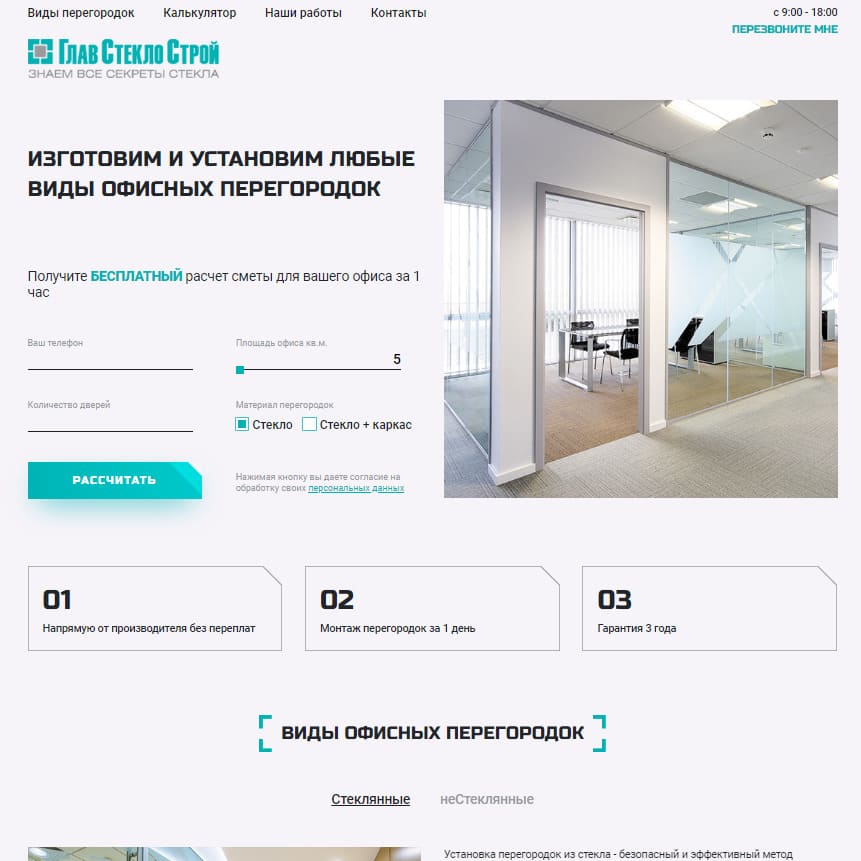 Виды перегородок Калькулятор Наши работы Контакты
с 9:00 - 18:00
ПЕРЕЗВОНИТЕ МНЕ
ГлавСтеклоСтрой
ЗНАЕМ ВСЕ СЕКРЕТЫ СТЕКЛА
ИЗГОТОВИМ И УСТАНОВИМ ЛЮБЫЕ
ВИДЫ ОФИСНЫХ ПЕРЕГОРОДОК
Получите БЕСПЛАТНЫЙ расчет сметы для вашего офиса за 1
час
Ваш телефон
Площадь офиса кв.м.
5
Количество дверей
Материал перегородок
Стекло Стекло + каркас
РАССЧИТАТЬ
Нажимая кнопку вы даете согласие на
обработку своих персональных данных
01
Напрямую от производителя без переплат
02
Монтаж перегородок за 1 день
03
Гарантия 3 года
ВИДЫ ОФИСНЫХ ПЕРЕГОРОДОК
Стеклянные неСтеклянные
Установка перегородок из стекла - безопасный и эффективный метод